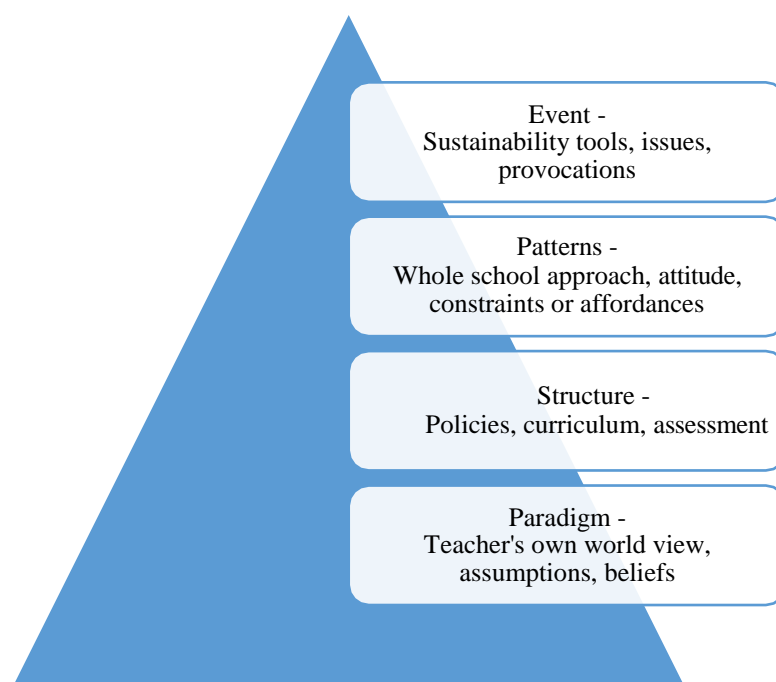 Event -
Sustainability tools, issues,
provocations
Patterns -
Whole school approach, attitude,
constraints or affordances
Structure -
Policies, curriculum, assessment
Paradigm -
Teacher's own world view,
assumptions, beliefs